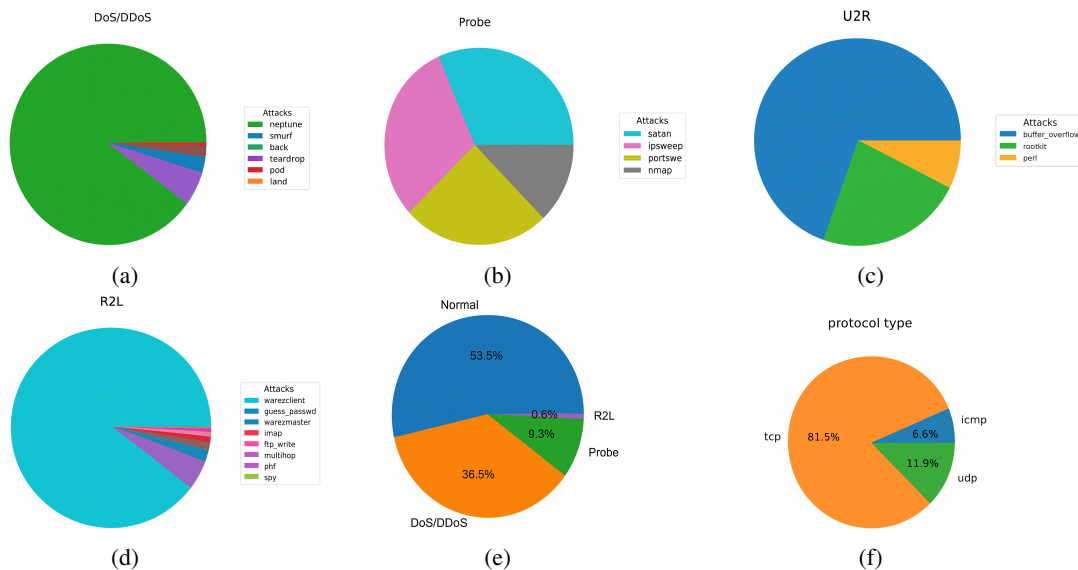 DoS/DDoS
Attacks
neptune
smurf
back
teardrop
pod
land
(a)
Probe
Attacks
satan
ipsweep
portswe
nmap
(b)
U2R
Attacks
buffer_overflow
rootkit
perl
(c)
R2L
Attacks
warezclient
guess_passwd
warezmaster
imap
ftp_write
multihop
phf
spy
(d)
Normal
53.5%
0.6%
R2L
9.3%
Probe
36.5%
DoS/DDoS
(e)
protocol type
icmp
6.6%
tcp
81.5%
11.9%
udp
(f)